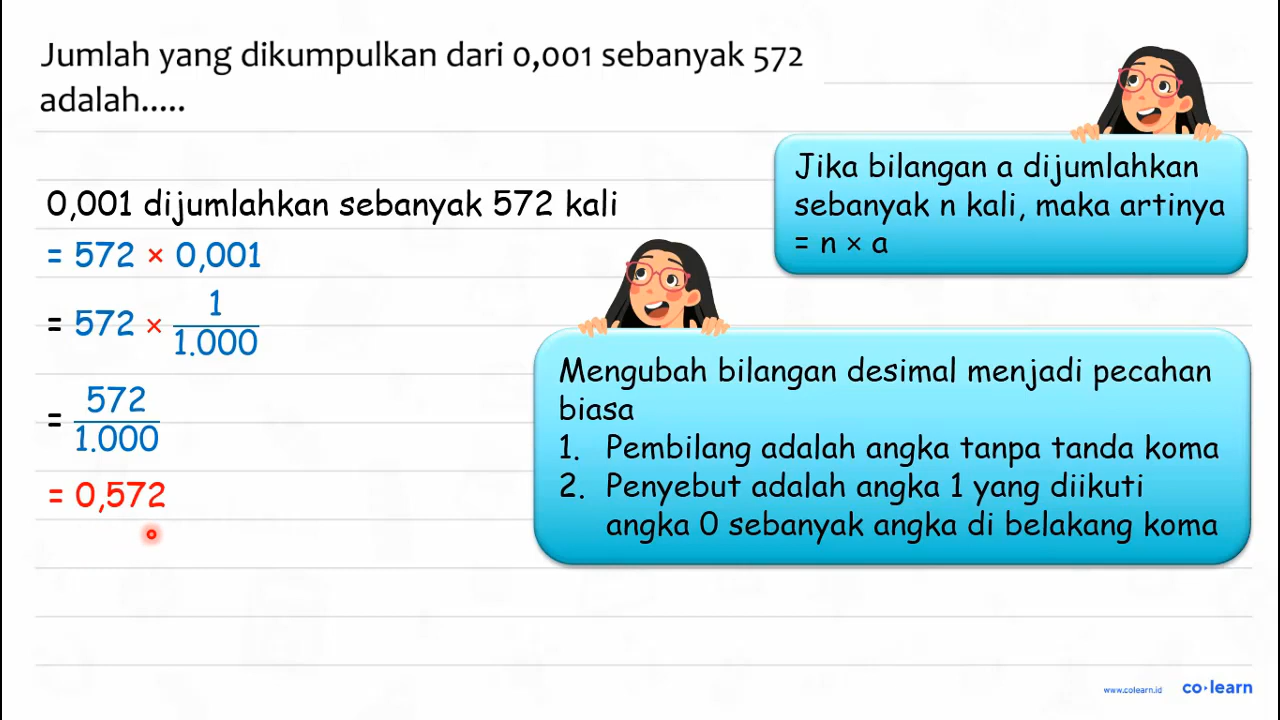 Jumlah yang dikumpulkan dari 0,001 sebanyak 572
adalah.....
0,001 dijumlahkan sebanyak 572 kali
= 572 × 0,001
= 572 × 1/1.000
= 572/1.000
= 0,572
Jika bilangan a dijumlahkan
sebanyak n kali, maka artinya
= n × a
Mengubah bilangan desimal menjadi pecahan
biasa
1. Pembilang adalah angka tanpa tanda koma
2. Penyebut adalah angka 1 yang diikuti
angka 0 sebanyak angka di belakang koma
www.colearn.id
co·learn